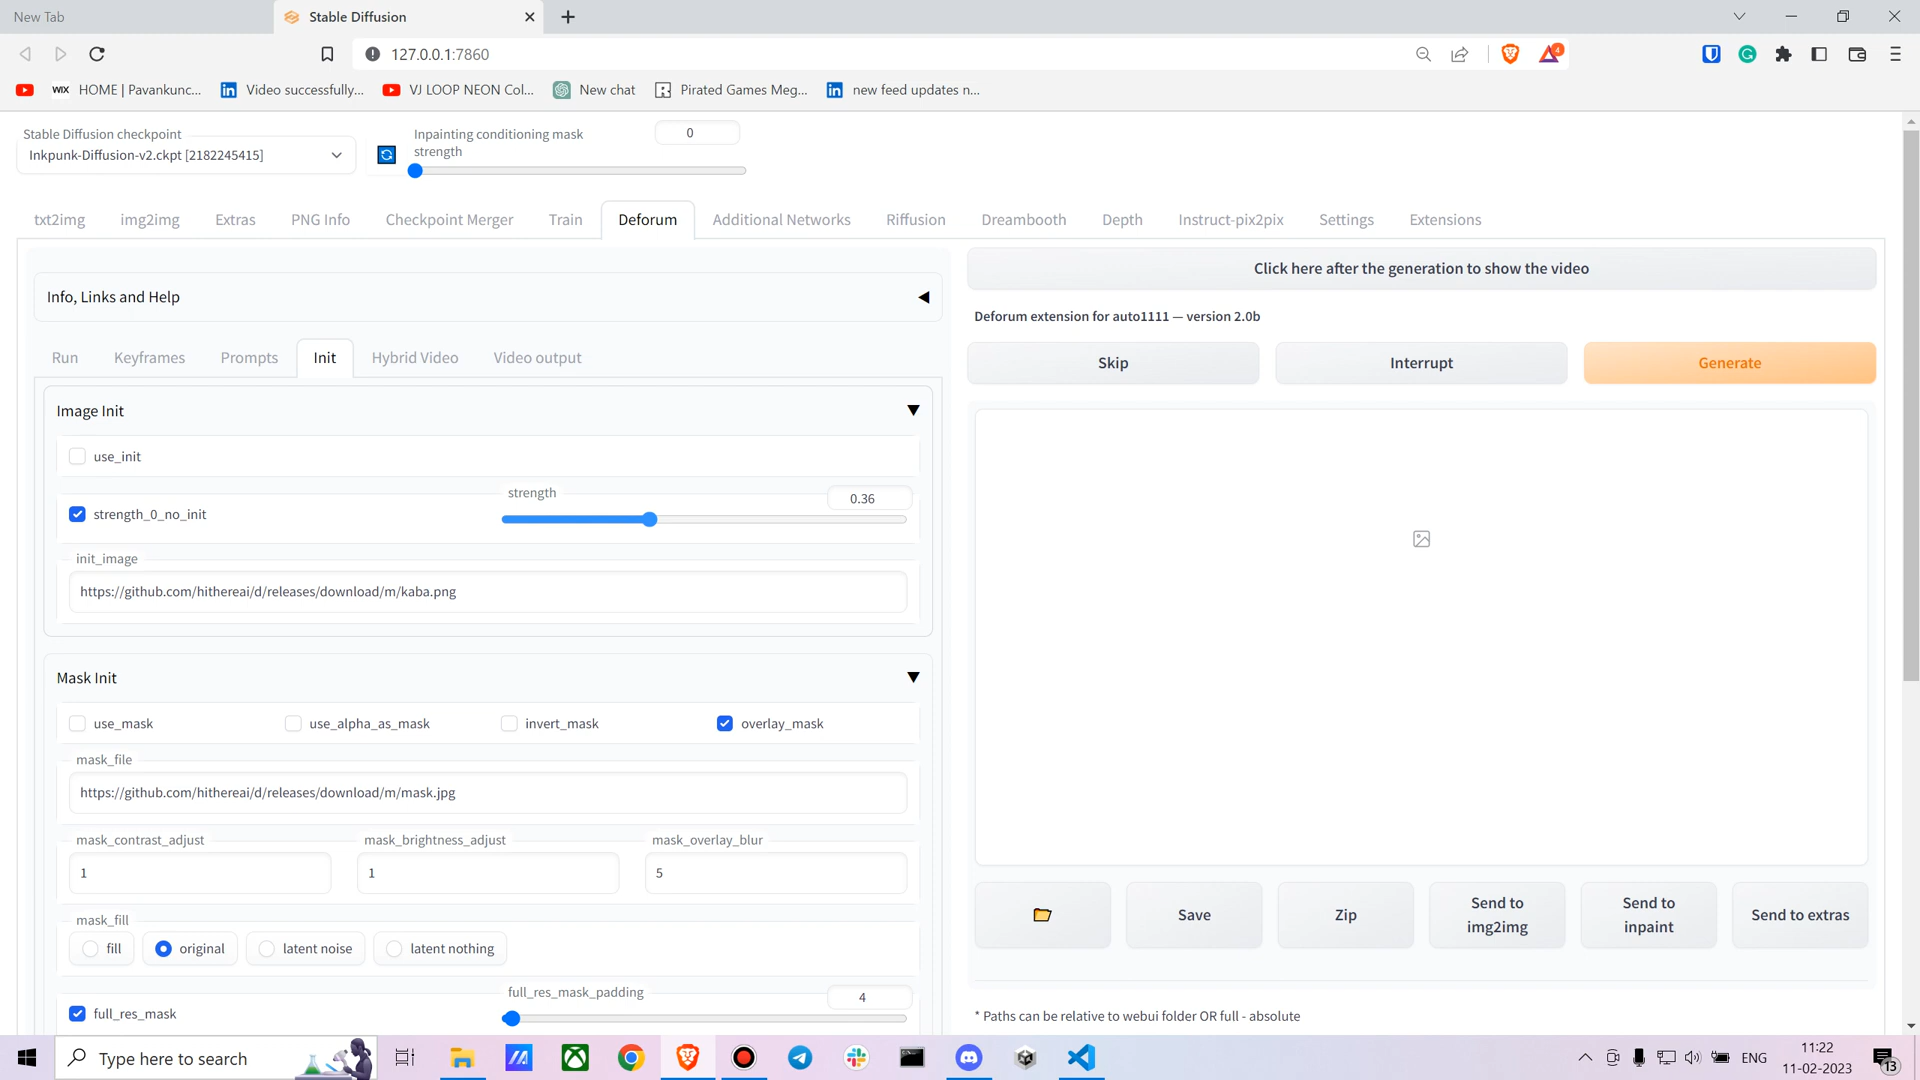 New Tab
Stable Diffusion
127.0.0.1:7860
4
WIX HOME | Pavankunc...
Video successfully...
VJ LOOP NEON Col...
New chat
Pirated Games Meg...
new feed updates n...
Stable Diffusion checkpoint
Inkpunk-Diffusion-v2.ckpt [2182245415]
Inpainting conditioning mask
strength
0
txt2img
img2img
Extras
PNG Info
Checkpoint Merger
Train
Deforum
Additional Networks
Riffusion
Dreambooth
Depth
Instruct-pix2pix
Settings
Extensions
Info, Links and Help
Run
Keyframes
Prompts
Init
Hybrid Video
Video output
Image Init
use_init
strength_0_no_init
strength
0.36
init_image
https://github.com/hithereai/d/releases/download/m/kaba.png
Mask Init
use_mask
use_alpha_as_mask
invert_mask
overlay_mask
mask_file
https://github.com/hithereai/d/releases/download/m/mask.jpg
mask_contrast_adjust
1
mask_brightness_adjust
1
mask_overlay_blur
5
mask_fill
fill
original
latent noise
latent nothing
full_res_mask
full_res_mask_padding
4
Click here after the generation to show the video
Deforum extension for auto1111 — version 2.0b
Skip
Interrupt
Generate
Save
Zip
Send to
img2img
Send to
inpaint
Send to extras
* Paths can be relative to webui folder OR full - absolute
Type here to search
ENG
11:22
11-02-2023
13